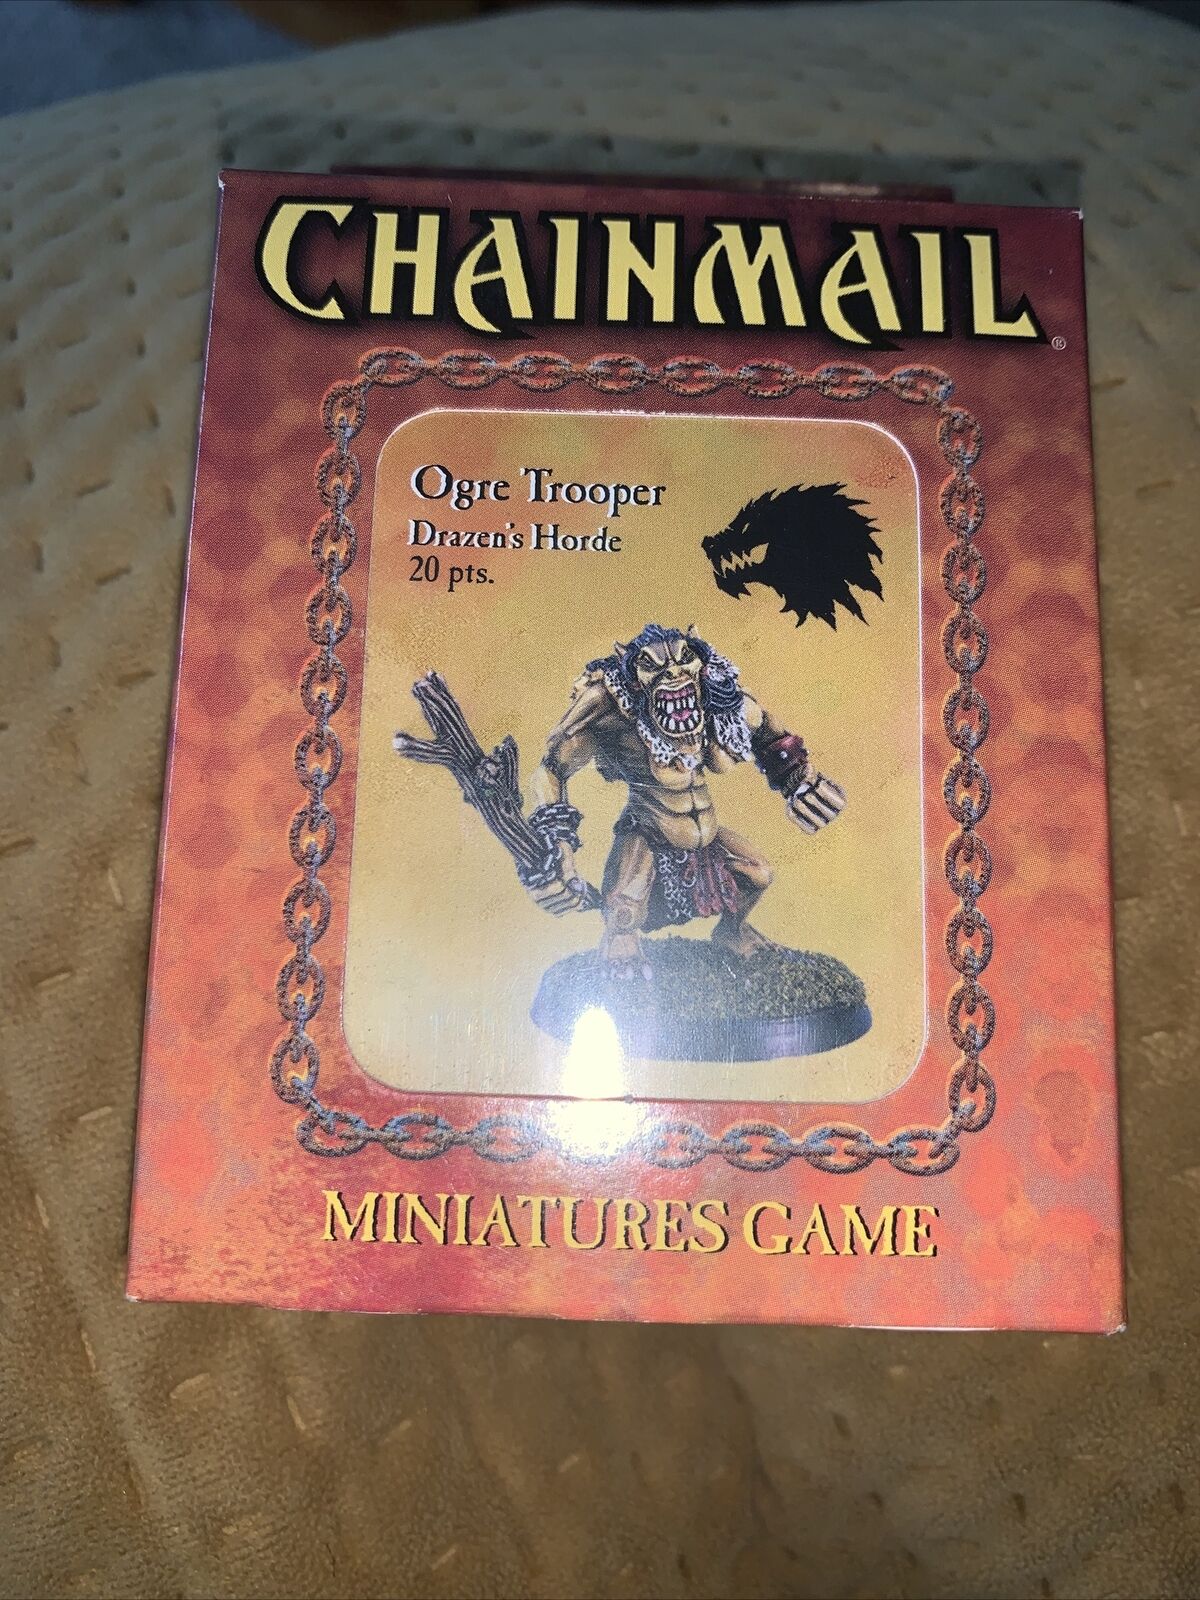 CHAINMAIL®
Ogre Trooper
Drazen's Horde
20 pts.
MINIATURES GAME